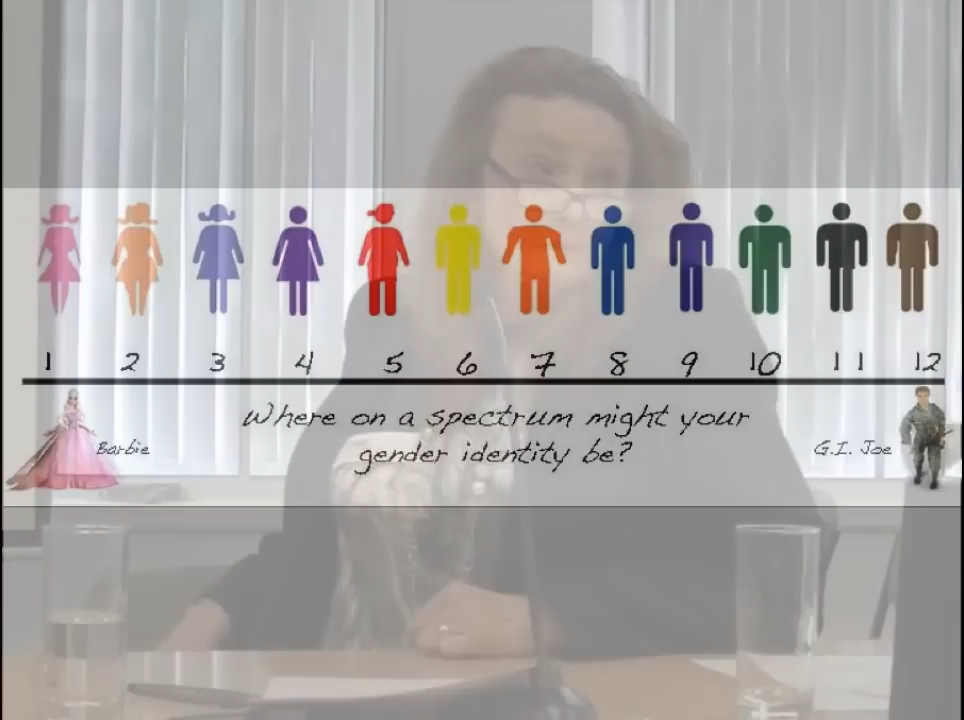 1 2 3 4 5 6 7 8 9 10 11 12
Where on a spectrum might your
gender identity be?
Barbie
G.I. Joe